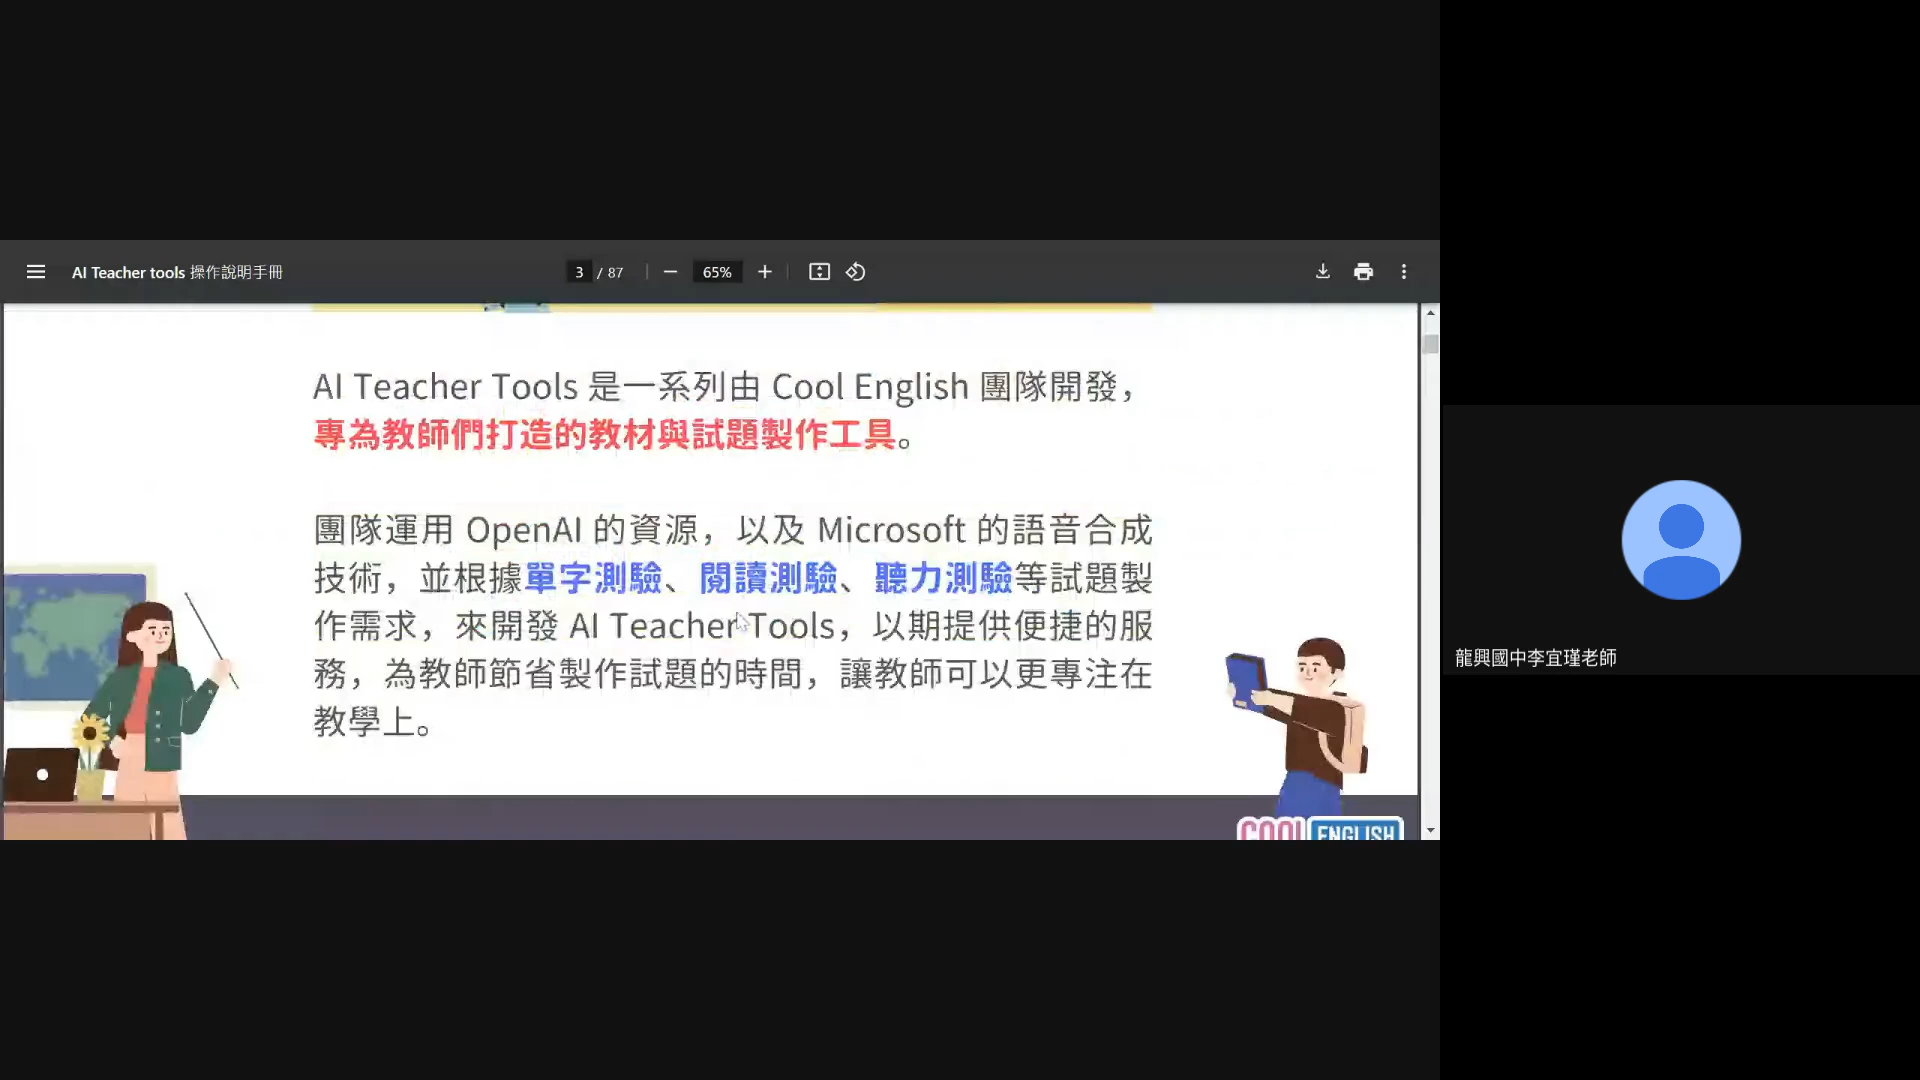 AI Teacher tools 操作說明手冊
3 / 87
65%
AI Teacher Tools 是一系列由 Cool English 團隊開發，
專為教師們打造的教材與試題製作工具。
團隊運用 OpenAI 的資源，以及 Microsoft 的語音合成
技術，並根據單字測驗、閱讀測驗、聽力測驗等試題製
作需求，來開發 AI Teacher Tools，以期提供便捷的服
務，為教師節省製作試題的時間，讓教師可以更專注在
教學上。
COOL ENGLISH
龍興國中李宜瑾老師